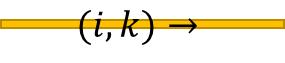 (i, k) →